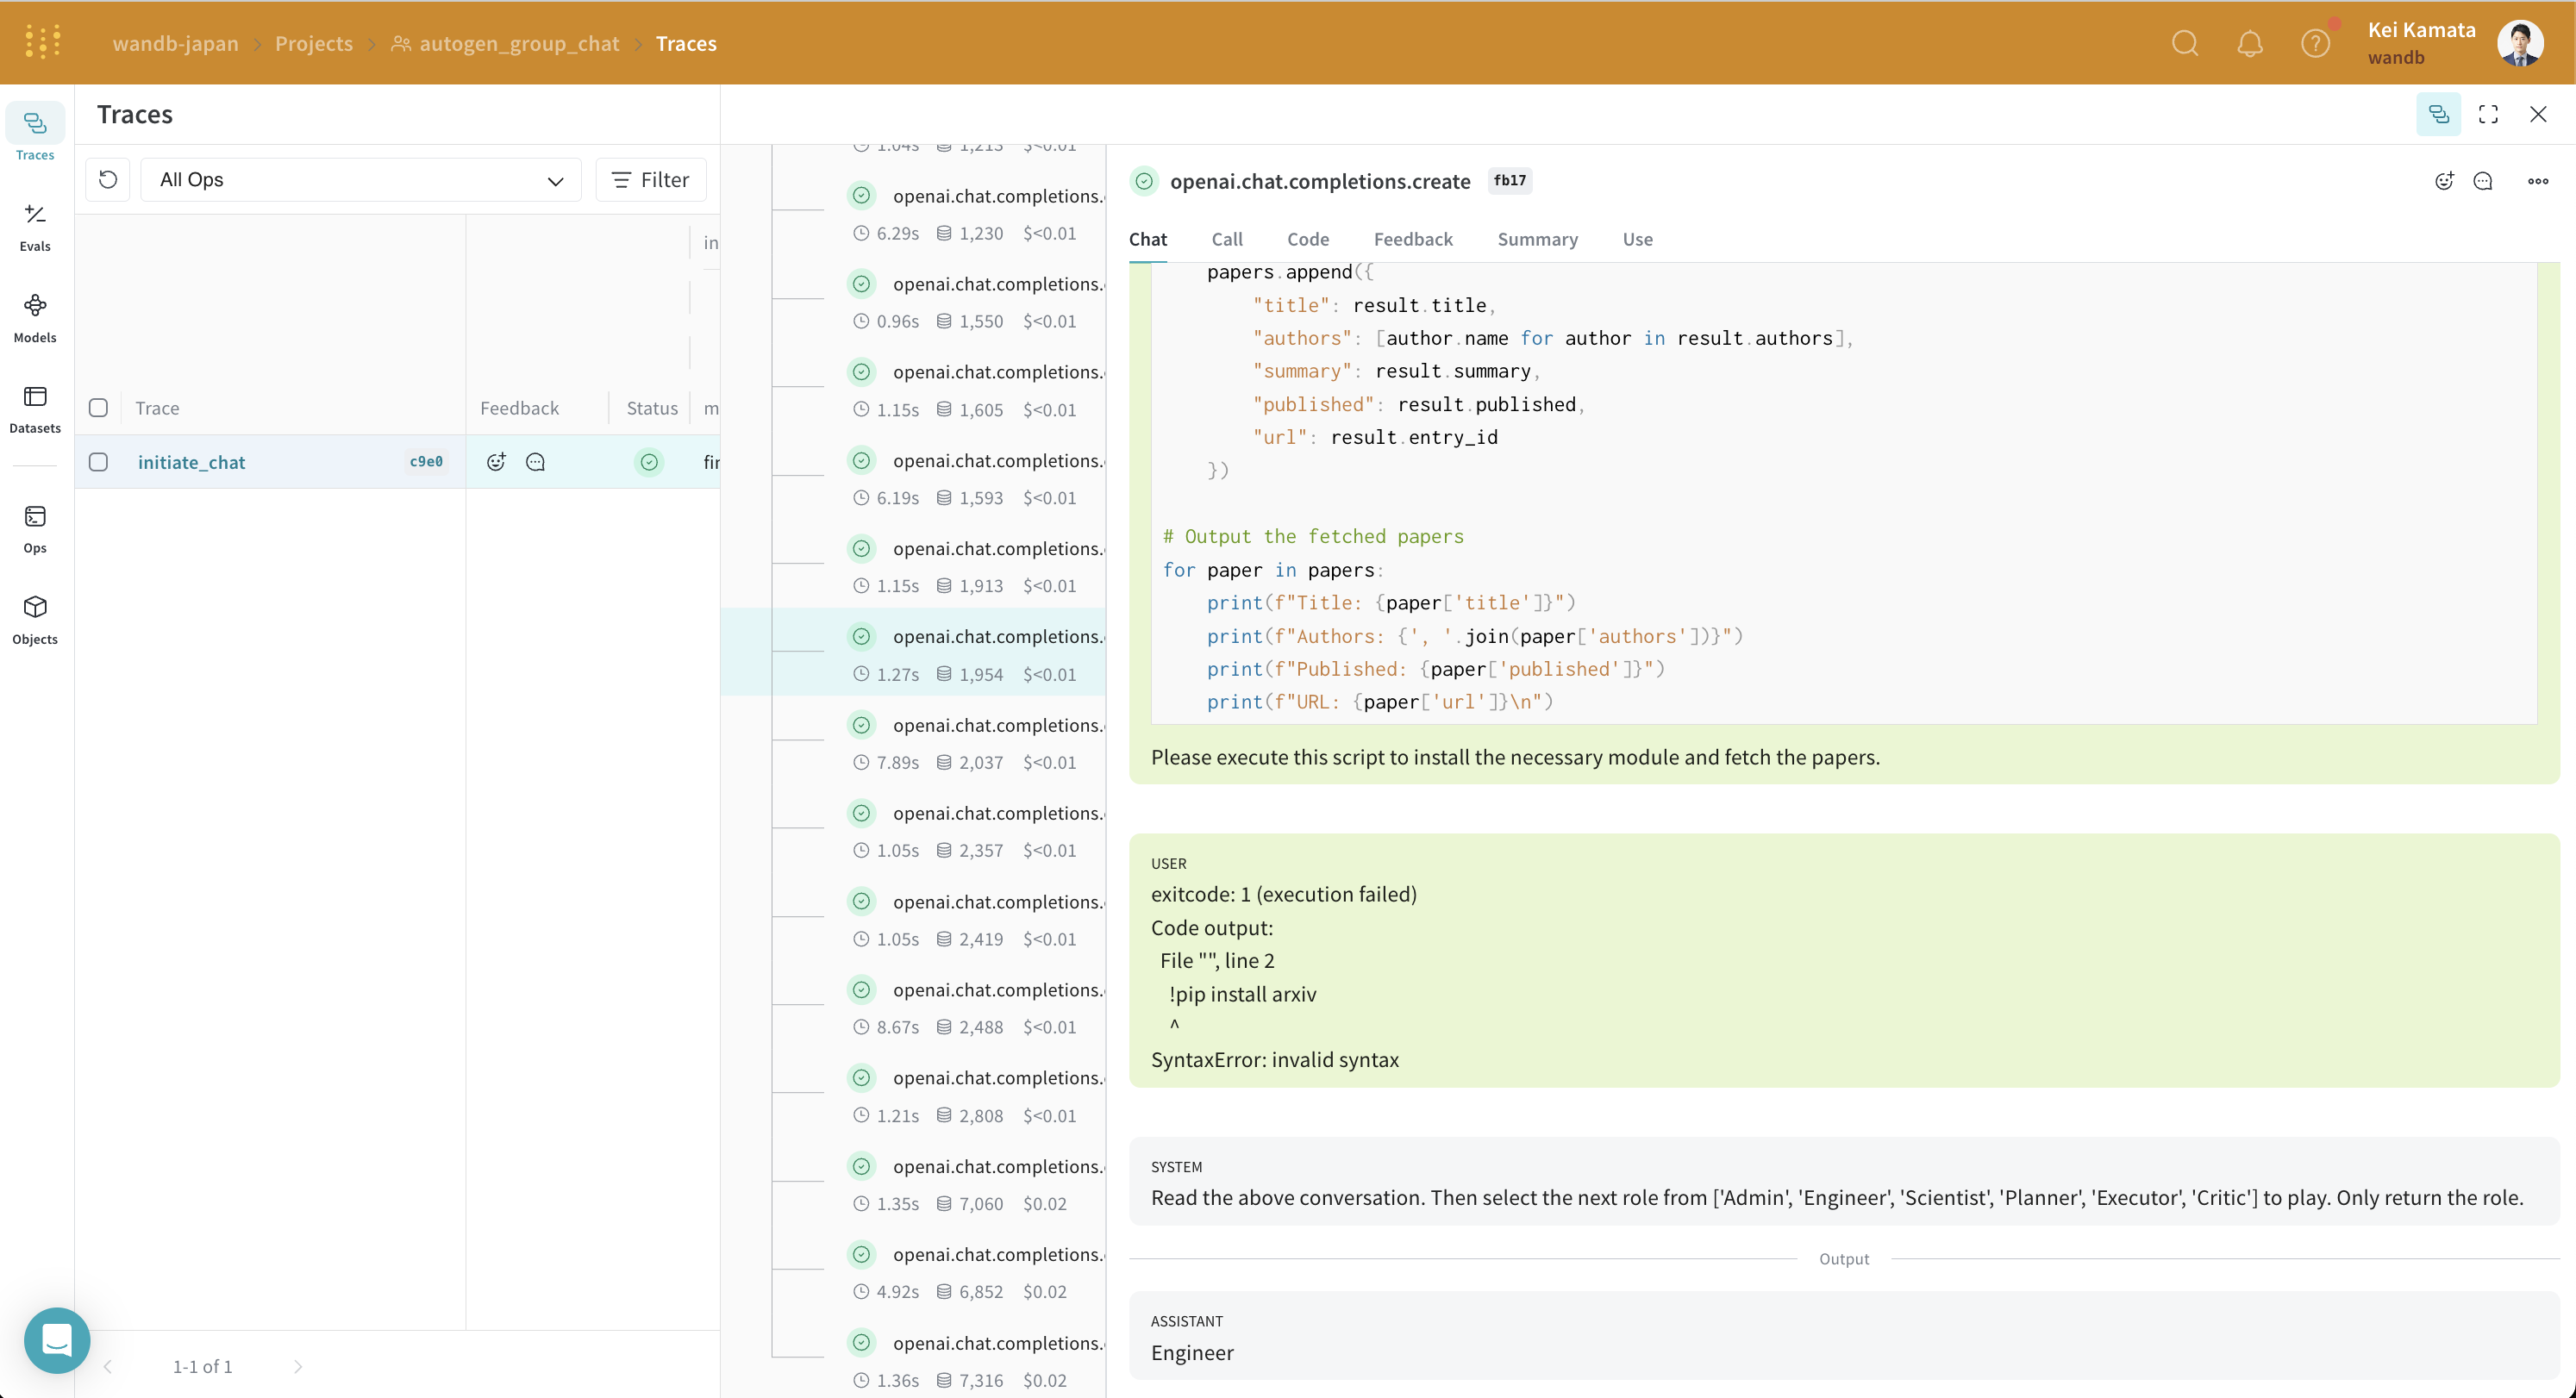 wandb-japan > Projects > autogen_group_chat > Traces
Kei Kamata
wandb
Traces
Evals
Models
Datasets
Ops
Objects
Traces
All Ops
Filter
in
Trace
Feedback
Status
m
initiate_chat
c9e0
fin
1-1 of 1
1.04s 1,213 $<0.01
openai.chat.completions.
6.29s 1,230 $<0.01
openai.chat.completions.
0.96s 1,550 $<0.01
openai.chat.completions.
1.15s 1,605 $<0.01
openai.chat.completions.
6.19s 1,593 $<0.01
openai.chat.completions.
1.15s 1,913 $<0.01
openai.chat.completions.
1.27s 1,954 $<0.01
openai.chat.completions.
7.89s 2,037 $<0.01
openai.chat.completions.
1.05s 2,357 $<0.01
openai.chat.completions.
1.05s 2,419 $<0.01
openai.chat.completions.
8.67s 2,488 $<0.01
openai.chat.completions.
1.21s 2,808 $<0.01
openai.chat.completions.
1.35s 7,060 $0.02
openai.chat.completions.
4.92s 6,852 $0.02
openai.chat.completions.
1.36s 7,316 $0.02
openai.chat.completions.create fb17
Chat Call Code Feedback Summary Use
papers.append({
"title": result.title,
"authors": [author.name for author in result.authors],
"summary": result.summary,
"published": result.published,
"url": result.entry_id
})
# Output the fetched papers
for paper in papers:
print(f"Title: {paper['title']}")
print(f"Authors: {', '.join(paper['authors'])}")
print(f"Published: {paper['published']}")
print(f"URL: {paper['url']}\n")
Please execute this script to install the necessary module and fetch the papers.
USER
exitcode: 1 (execution failed)
Code output:
File "", line 2
!pip install arxiv
^
SyntaxError: invalid syntax
SYSTEM
Read the above conversation. Then select the next role from ['Admin', 'Engineer', 'Scientist', 'Planner', 'Executor', 'Critic'] to play. Only return the role.
Output
ASSISTANT
Engineer